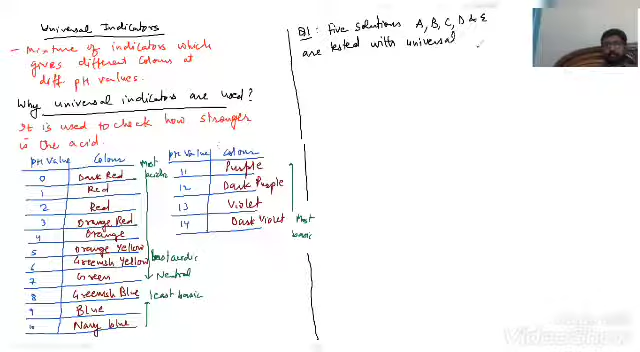 Universal Indicators
- Mixture of indicators which
gives different Colour at
diff pH values.
Why universal indicators are used?
It is used to check how stronger
is the acid.
pH Value Colour
0 Dark Red
1 Red
2 Red
3 Orange Red
4 Orange
5 Orange Yellow
6 Greenish Yellow
7 Green
8 Greenish Blue
9 Blue
10 Navy blue
Most
acidic
least acidic
Neutral
least basic
pH Value Colour
11 Purple
12 Dark Purple
13 Violet
14 Dark Violet
Most
basic
Q1: Five solutions A, B, C, D & E
are tested with universal
Recorded with